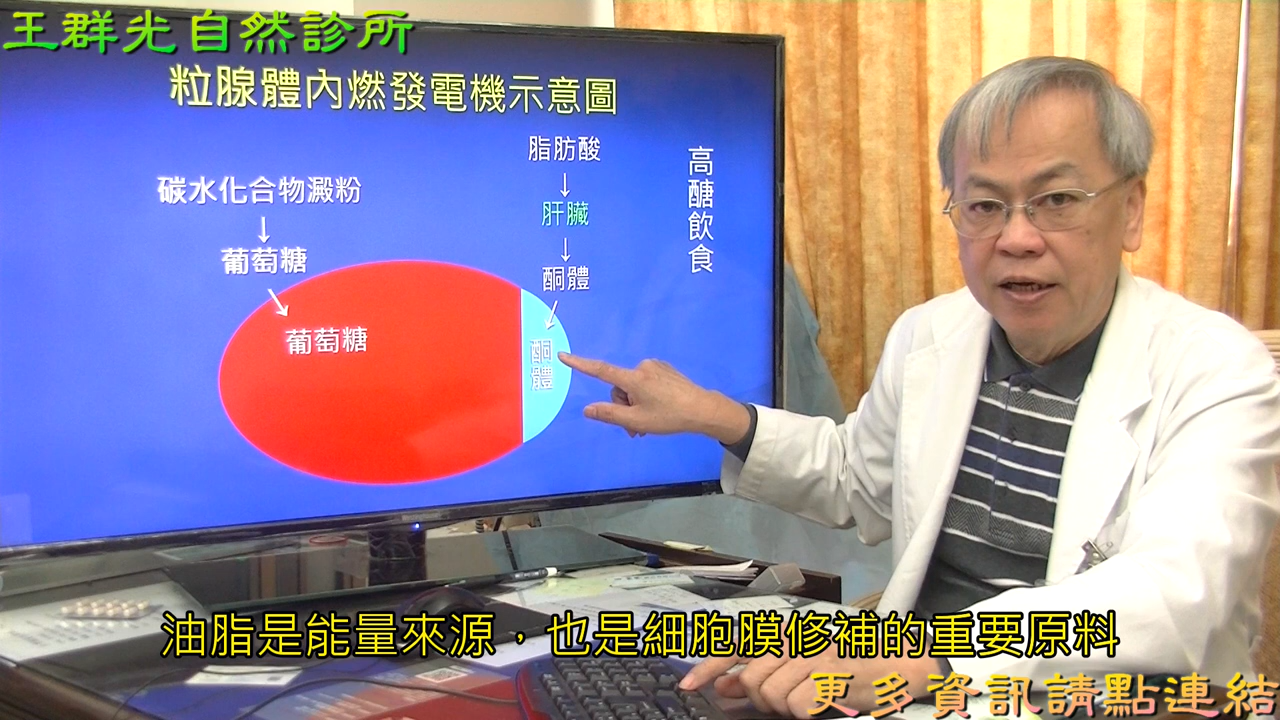 王群光自然診所
粒腺體內燃發電機示意圖
脂肪酸
↓
肝臟
↓
酮體
酮體
高醣飲食
碳水化合物澱粉
↓
葡萄糖
葡萄糖
油脂是能量來源，也是細胞膜修補的重要原料
更多資訊請點連結